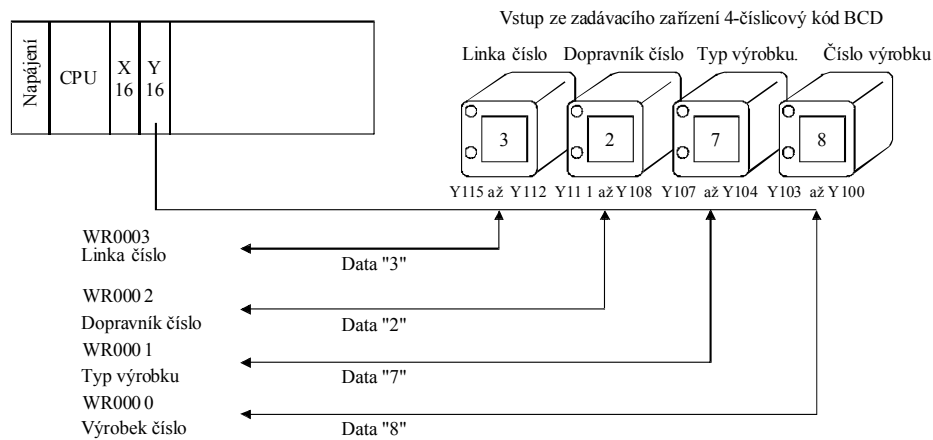 Vstup ze zadávacího zařízení 4-číslicový kód BCD
Napájení
CPU
X
16
Y
16
Linka číslo Dopravník číslo Typ výrobku. Číslo výrobku
3 2 7 8
Y115 až Y112 Y11 1 až Y108 Y107 až Y104 Y103 až Y100
WR0003
Linka číslo
Data "3"
WR000 2
Dopravník číslo
Data "2"
WR000 1
Typ výrobku
Data "7"
WR000 0
Výrobek číslo
Data "8"